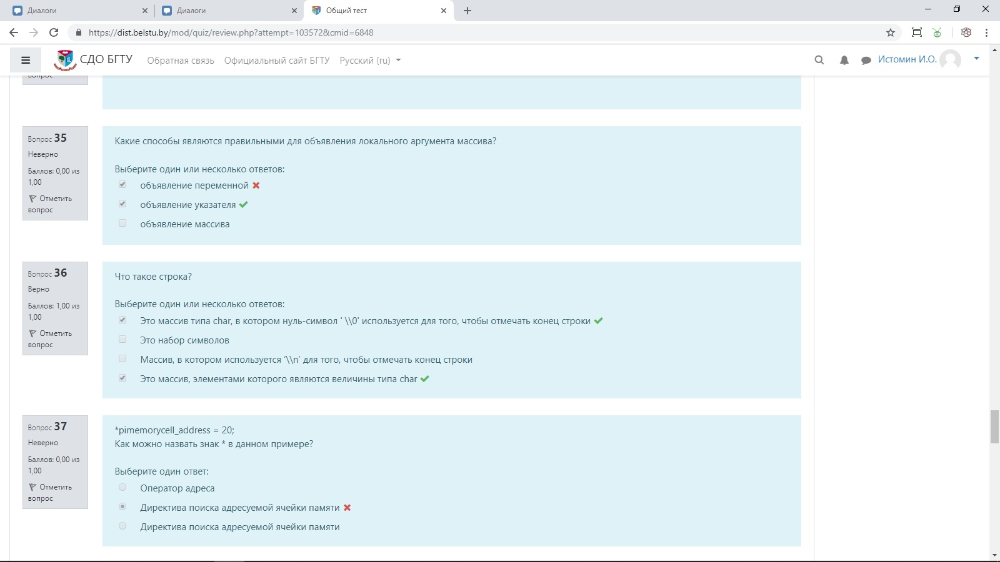 Диалоги
Диалоги
Общий тест
https://dist.belstu.by/mod/quiz/review.php?attempt=103572&cmid=6848
СДО БГТУ
Обратная связь
Официальный сайт БГТУ
Русский (ru)
Истомин И.О.
вопрос
Вопрос 35
Неверно
Баллов: 0,00 из
1,00
Отметить
вопрос
Какие способы являются правильными для объявления локального аргумента массива?
Выберите один или несколько ответов:
объявление переменной
объявление указателя
объявление массива
Вопрос 36
Верно
Баллов: 1,00 из
1,00
Отметить
вопрос
Что такое строка?
Выберите один или несколько ответов:
Это массив типа char, в котором нуль-символ ' \\0' используется для того, чтобы отмечать конец строки
Это набор символов
Массив, в котором используется ‘\\n’ для того, чтобы отмечать конец строки
Это массив, элементами которого являются величины типа char
Вопрос 37
Неверно
Баллов: 0,00 из
1,00
Отметить
вопрос
*pimemorycell_address = 20;
Как можно назвать знак * в данном примере?
Выберите один ответ:
Оператор адреса
Директива поиска адресуемой ячейки памяти
Директива поиска адресуемой ячейки памяти